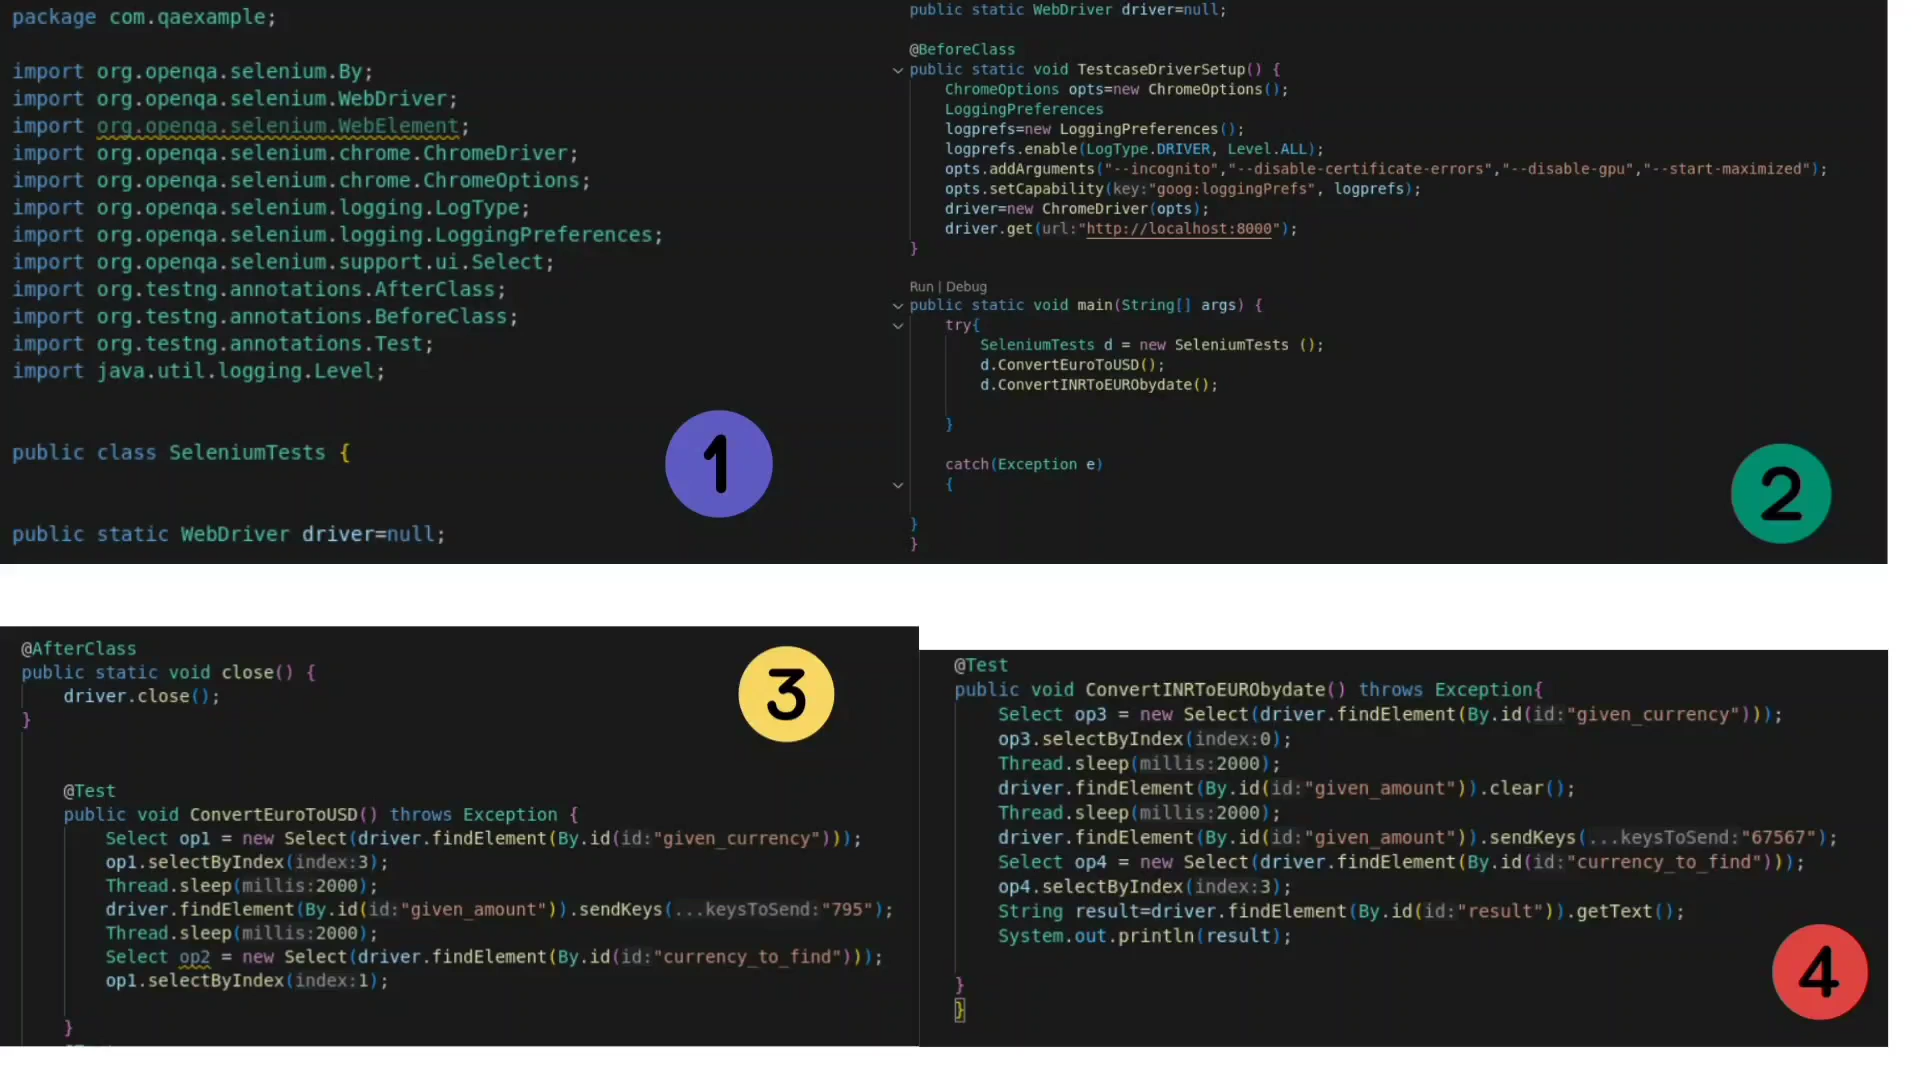 package com.qaexample;
import org.openqa.selenium.By;
import org.openqa.selenium.WebDriver;
import org.openqa.selenium.WebElement;
import org.openqa.selenium.chrome.ChromeDriver;
import org.openqa.selenium.chrome.ChromeOptions;
import org.openqa.selenium.logging.LogType;
import org.openqa.selenium.logging.LoggingPreferences;
import org.openqa.selenium.support.ui.Select;
import org.testng.annotations.AfterClass;
import org.testng.annotations.BeforeClass;
import org.testng.annotations.Test;
import java.util.logging.Level;
public class SeleniumTests {
public static WebDriver driver=null;
1
public static WebDriver driver=null;
@BeforeClass
public static void TestcaseDriverSetup() {
ChromeOptions opts=new ChromeOptions();
LoggingPreferences
logprefs=new LoggingPreferences();
logprefs.enable(LogType.DRIVER, Level.ALL);
opts.addArguments("--incognito","--disable-certificate-errors","--disable-gpu","--start-maximized");
opts.setCapability(key:"goog:loggingPrefs", logprefs);
driver=new ChromeDriver(opts);
driver.get(url:"http://localhost:8000");
}
Run | Debug
public static void main(String[] args) {
try{
SeleniumTests d = new SeleniumTests ();
d.ConvertEuroToUSD();
d.ConvertINRToEURObydate();
}
catch(Exception e)
{
}
}
2
@AfterClass
public static void close() {
driver.close();
}
@Test
public void ConvertEuroToUSD() throws Exception {
Select op1 = new Select(driver.findElement(By.id(id:"given_currency")));
op1.selectByIndex(index:3);
Thread.sleep(millis:2000);
driver.findElement(By.id(id:"given_amount")).sendKeys(...keysToSend:"795");
Thread.sleep(millis:2000);
Select op2 = new Select(driver.findElement(By.id(id:"currency_to_find")));
op1.selectByIndex(index:1);
}
3
@Test
public void ConvertINRToEURObydate() throws Exception{
Select op3 = new Select(driver.findElement(By.id(id:"given_currency")));
op3.selectByIndex(index:0);
Thread.sleep(millis:2000);
driver.findElement(By.id(id:"given_amount")).clear();
Thread.sleep(millis:2000);
driver.findElement(By.id(id:"given_amount")).sendKeys(...keysToSend:"67567");
Select op4 = new Select(driver.findElement(By.id(id:"currency_to_find")));
op4.selectByIndex(index:3);
String result=driver.findElement(By.id(id:"result")).getText();
System.out.println(result);
}
}
4